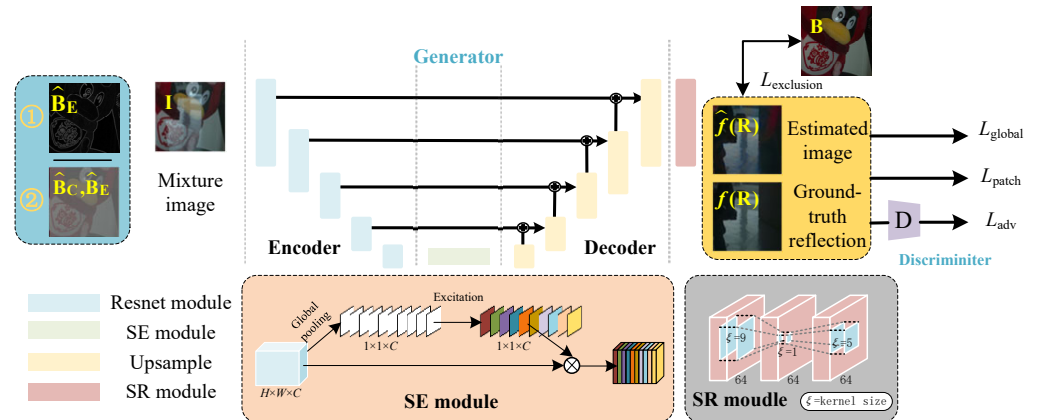 Generator
B
L_exclusion
①
B̂_E
I
f̂(R)
Estimated
image
L_global
②
B̂_C,B̂_E
Mixture
image
L_patch
f(R)
Ground-
truth
reflection
D
L_adv
Encoder
Decoder
Discriminiter
Resnet module
SE module
Upsample
SR module
Global
pooling
Excitation
1×1×C
1×1×C
H×W×C
SE module
ξ=9
ξ=1
ξ=5
64
64
64
SR moudle
ξ=kernel size